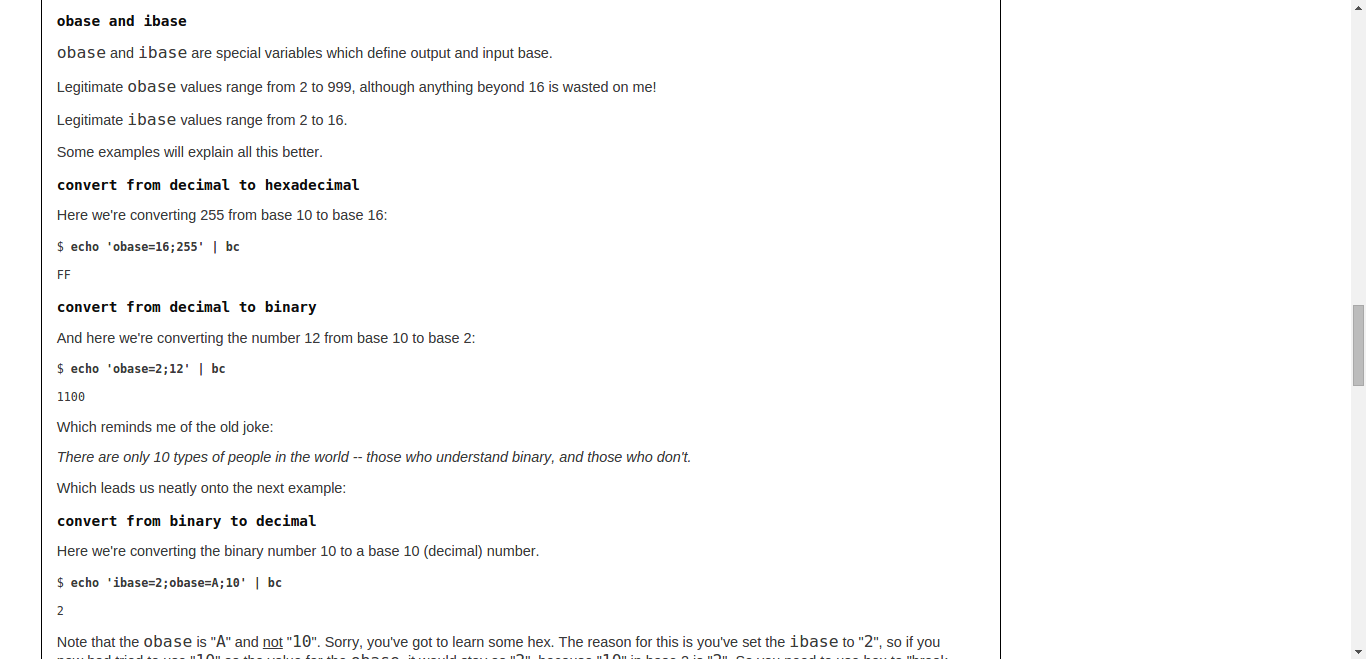 obase and ibase
obase and ibase are special variables which define output and input base.
Legitimate obase values range from 2 to 999, although anything beyond 16 is wasted on me!
Legitimate ibase values range from 2 to 16.
Some examples will explain all this better.
convert from decimal to hexadecimal
Here we're converting 255 from base 10 to base 16:
$ echo 'obase=16;255' | bc
FF
convert from decimal to binary
And here we're converting the number 12 from base 10 to base 2:
$ echo 'obase=2;12' | bc
1100
Which reminds me of the old joke:
There are only 10 types of people in the world -- those who understand binary, and those who don't.
Which leads us neatly onto the next example:
convert from binary to decimal
Here we're converting the binary number 10 to a base 10 (decimal) number.
$ echo 'ibase=2;obase=A;10' | bc
2
Note that the obase is "A" and not "10". Sorry, you've got to learn some hex. The reason for this is you've set the ibase to "2", so if you